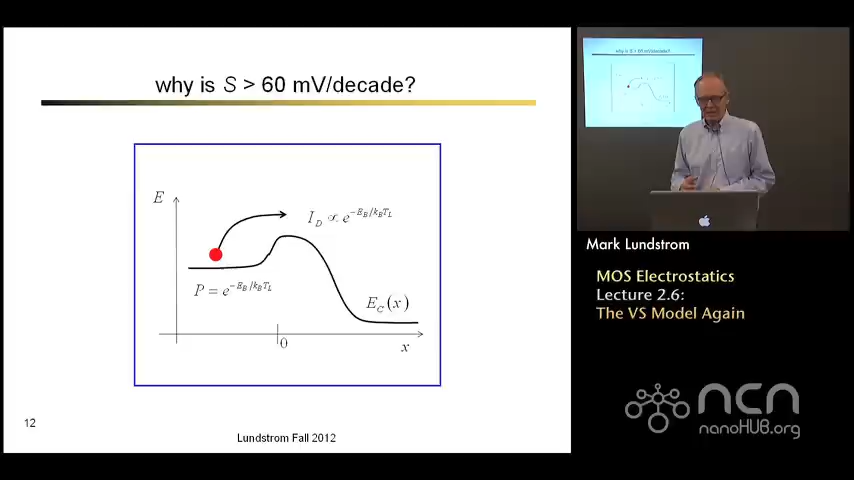 why is S > 60 mV/decade?
E
I_D ∝ e^{-E_B/k_BT_L}
P = e^{-E_B/k_BT_L}
E_C(x)
0
x
12
Lundstrom Fall 2012
why is S > 60 mV/decade?
Mark Lundstrom
MOS Electrostatics
Lecture 2.6:
The VS Model Again
ncn
nanoHUB.org